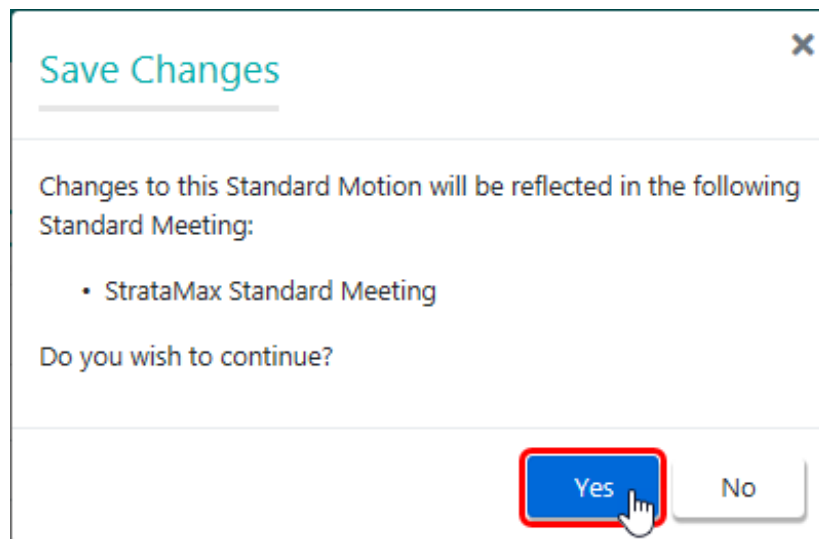 Save Changes
Changes to this Standard Motion will be reflected in the following
Standard Meeting:
• StrataMax Standard Meeting
Do you wish to continue?
Yes
No